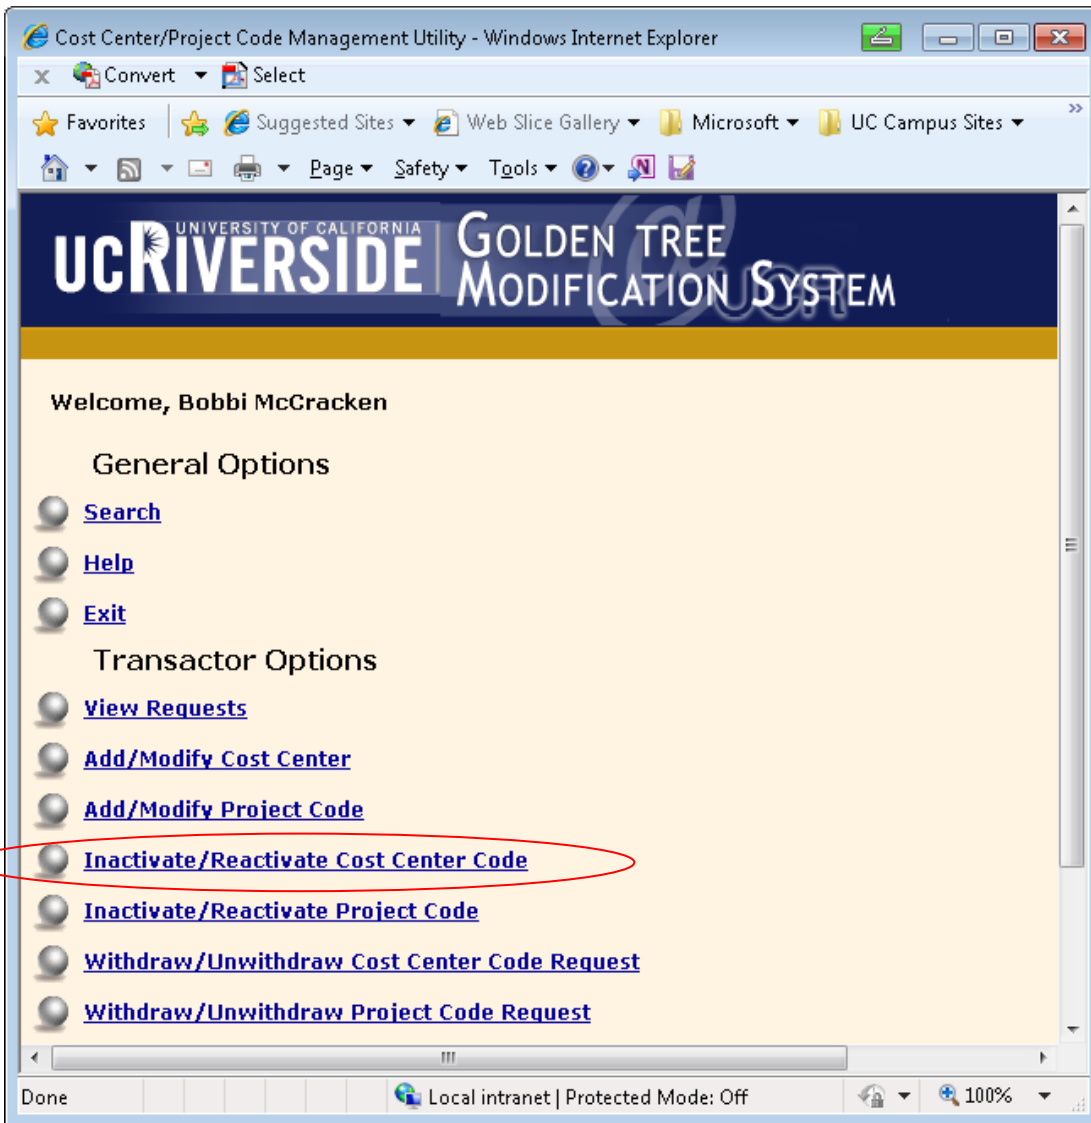 Cost Center/Project Code Management Utility - Windows Internet Explorer
x Convert Select
Favorites Suggested Sites Web Slice Gallery Microsoft UC Campus Sites »
Page Safety Tools
UNIVERSITY OF CALIFORNIA
UCRIVERSIDE
GOLDEN TREE
MODIFICATION SYSTEM
@UCR
Welcome, Bobbi McCracken
General Options
Search
Help
Exit
Transactor Options
View Requests
Add/Modify Cost Center
Add/Modify Project Code
Inactivate/Reactivate Cost Center Code
Inactivate/Reactivate Project Code
Withdraw/Unwithdraw Cost Center Code Request
Withdraw/Unwithdraw Project Code Request
Done Local intranet | Protected Mode: Off 100%